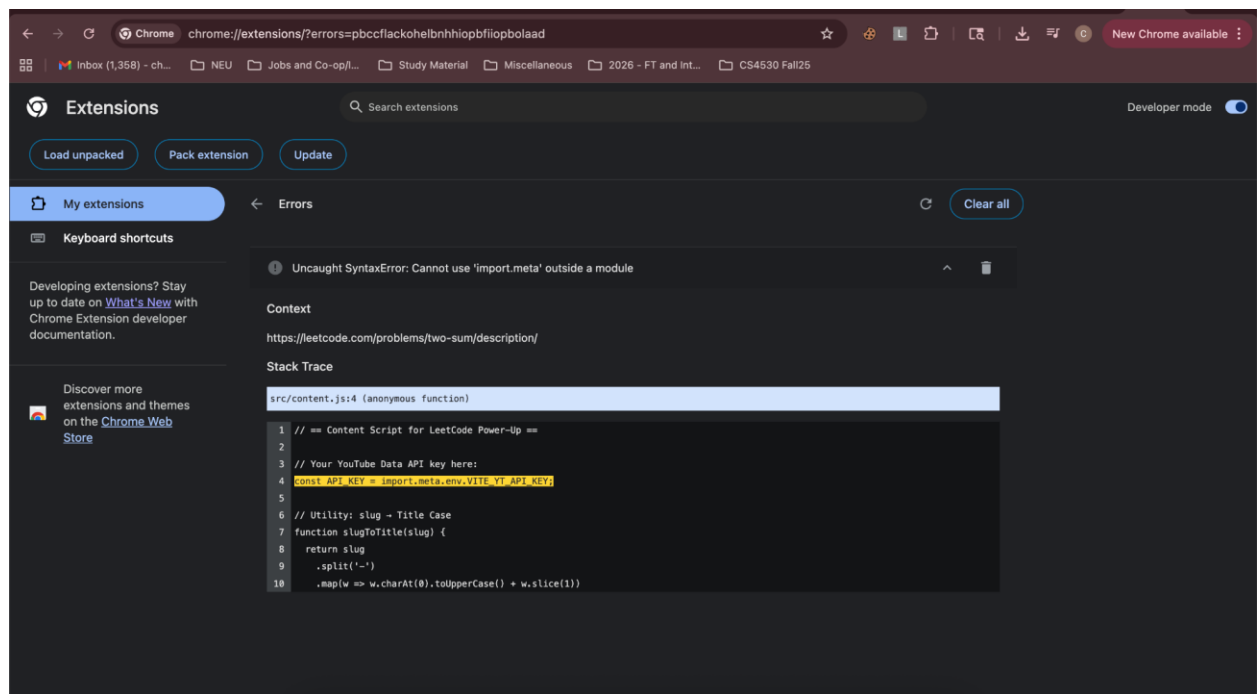 Chrome chrome://extensions/?errors=pbccflackohelbnhhiopbfiiopbolaad L C New Chrome available
Inbox (1,358) - ch... NEU Jobs and Co-op/I... Study Material Miscellaneous 2026 - FT and Int... CS4530 Fall25
Extensions Search extensions Developer mode
Load unpacked Pack extension Update
My extensions
Keyboard shortcuts
Developing extensions? Stay
up to date on What's New with
Chrome Extension developer
documentation.
Discover more
extensions and themes
on the Chrome Web
Store
Errors Clear all
Uncaught SyntaxError: Cannot use 'import.meta' outside a module
Context
https://leetcode.com/problems/two-sum/description/
Stack Trace
src/content.js:4 (anonymous function)
1 // == Content Script for LeetCode Power-Up ==
2
3 // Your YouTube Data API key here:
4 const API_KEY = import.meta.env.VITE_YT_API_KEY;
5
6 // Utility: slug → Title Case
7 function slugToTitle(slug) {
8   return slug
9     .split('-')
10     .map(w => w.charAt(0).toUpperCase() + w.slice(1))